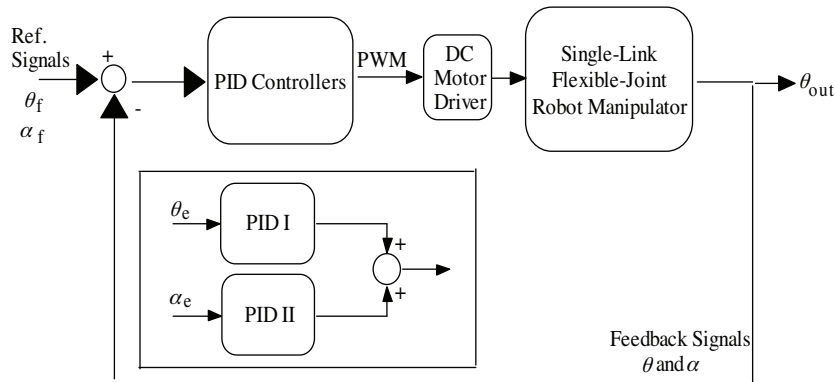 Ref.
Signals
θf
αf
+
-
PID Controllers
PWM
DC
Motor
Driver
Single-Link
Flexible-Joint
Robot Manipulator
θout
θe
PID I
+
αe
PID II
+
Feedback Signals
θ and α